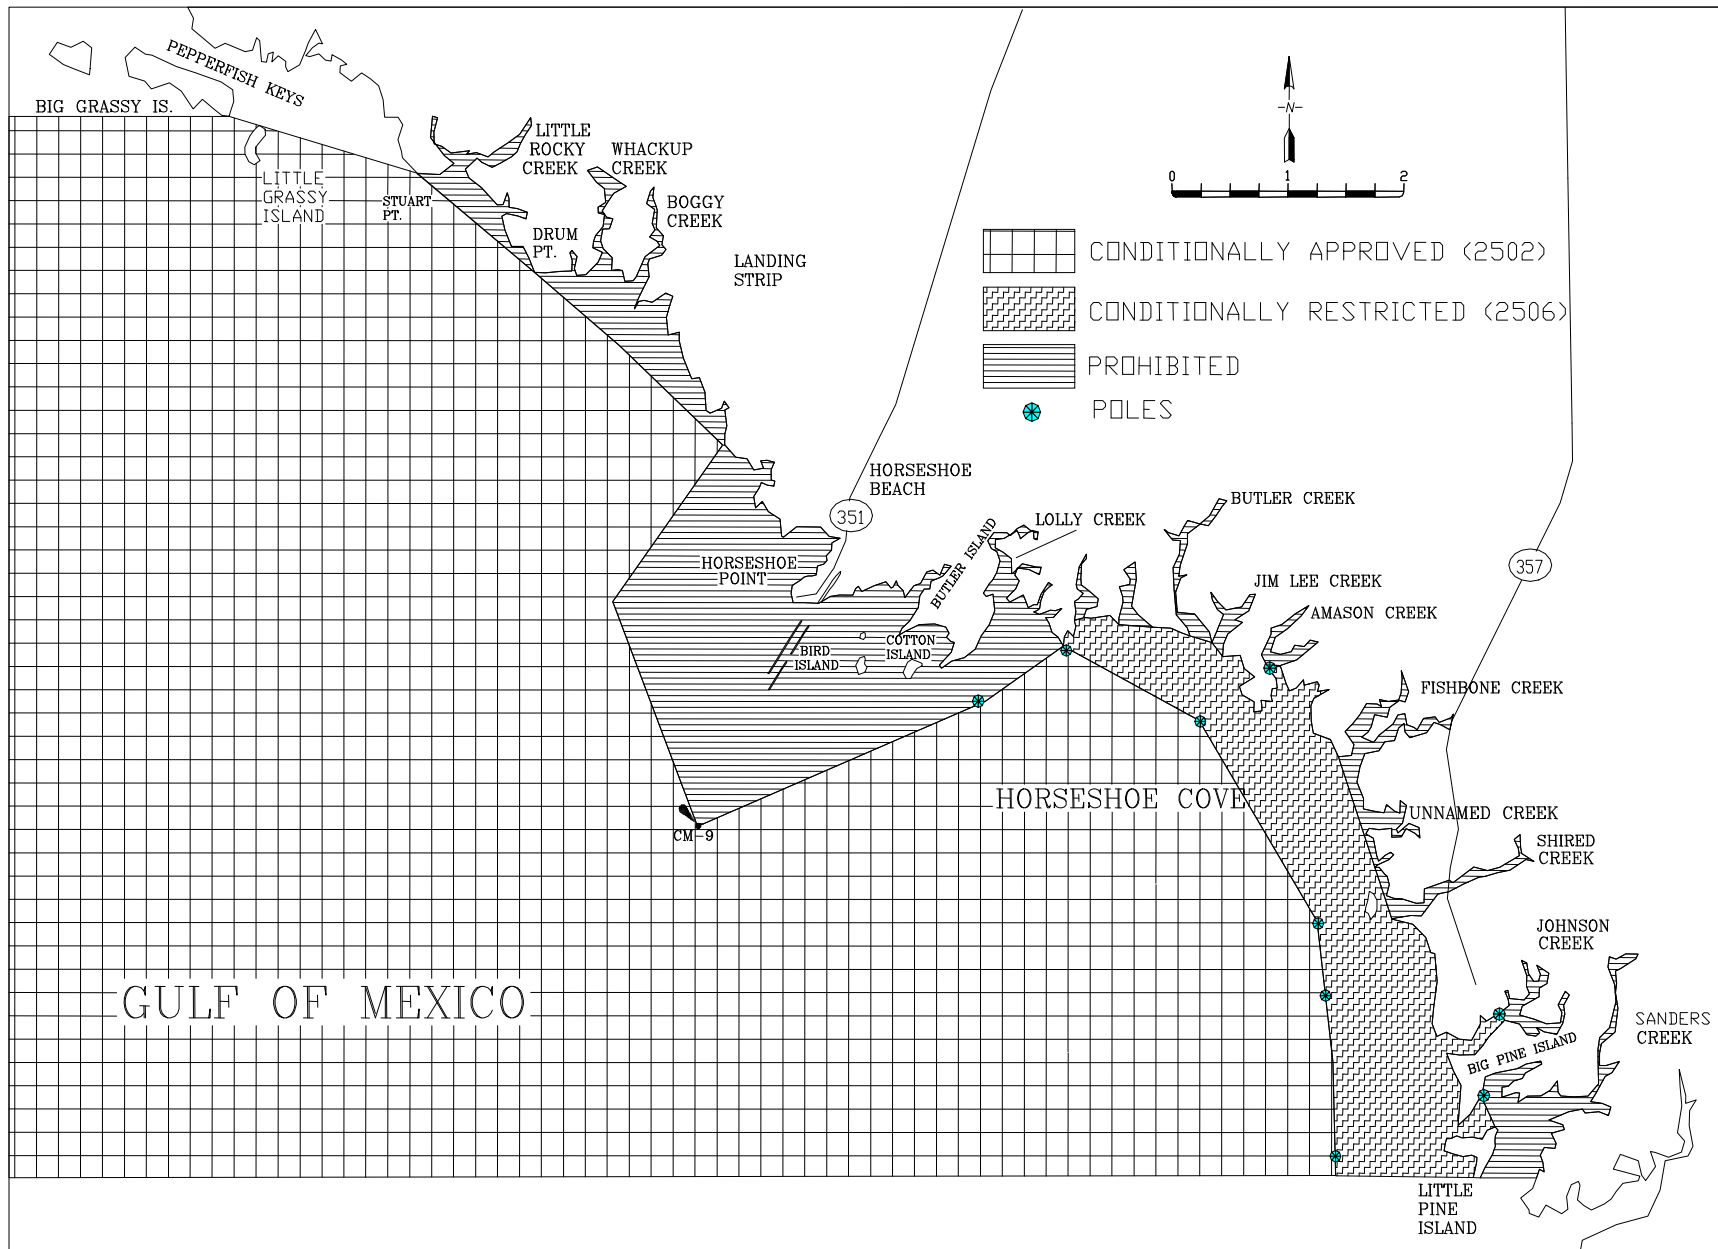 PEPPERFISH KEYS
BIG GRASSY IS.
LITTLE
GRASSY
ISLAND
STUART
PT.
LITTLE
ROCKY
CREEK
WHACKUP
CREEK
BOGGY
CREEK
DRUM
PT.
LANDING
STRIP
-N-
0 1 2
CONDITIONALLY APPROVED (2502)
CONDITIONALLY RESTRICTED (2506)
PROHIBITED
POLES
HORSESHOE
BEACH
351
HORSESHOE
POINT
BUTLER ISLAND
LOLLY CREEK
BUTLER CREEK
JIM LEE CREEK
AMASON CREEK
357
BIRD
ISLAND
COTTON
ISLAND
FISHBONE CREEK
HORSESHOE COVE
CM-9
UNNAMED CREEK
SHIRED
CREEK
JOHNSON
CREEK
GULF OF MEXICO
SANDERS
CREEK
BIG PINE ISLAND
LITTLE
PINE
ISLAND